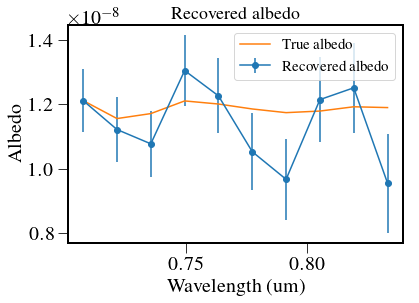 Recovered albedo
×10⁻⁸
True albedo
Recovered albedo
1.4
1.2
1.0
0.8
Albedo
0.75 0.80
Wavelength (um)